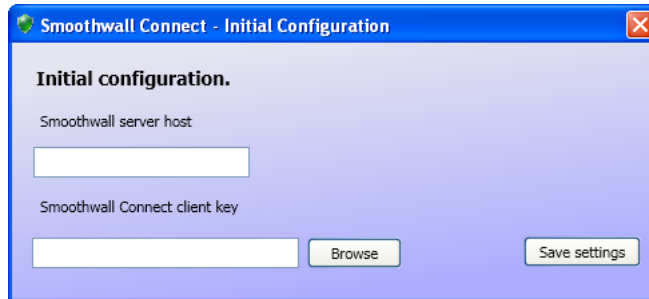 Smoothwall Connect - Initial Configuration
Initial configuration.
Smoothwall server host
Smoothwall Connect client key
Browse
Save settings